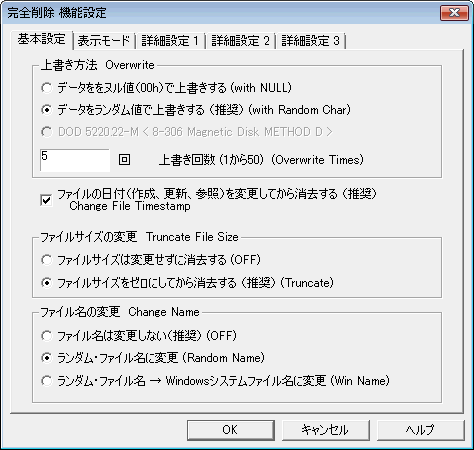 完全削除 機能設定
基本設定 表示モード 詳細設定 1 詳細設定 2 詳細設定 3
上書き方法 Overwrite
データををヌル値(00h)で上書きする (with NULL)
データをランダム値で上書きする (推奨) (with Random Char)
DOD 5220.22-M < 8-306 Magnetic Disk METHOD D >
5 回 上書き回数 (1から50) (Overwrite Times)
ファイルの日付(作成、更新、参照)を変更してから消去する (推奨)
Change File Timestamp
ファイルサイズの変更 Truncate File Size
ファイルサイズは変更せずに消去する (OFF)
ファイルサイズをゼロにしてから消去する (推奨) (Truncate)
ファイル名の変更 Change Name
ファイル名は変更しない(推奨) (OFF)
ランダム・ファイル名に変更 (Random Name)
ランダム・ファイル名 → Windowsシステムファイル名に変更 (Win Name)
OK キャンセル ヘルプ